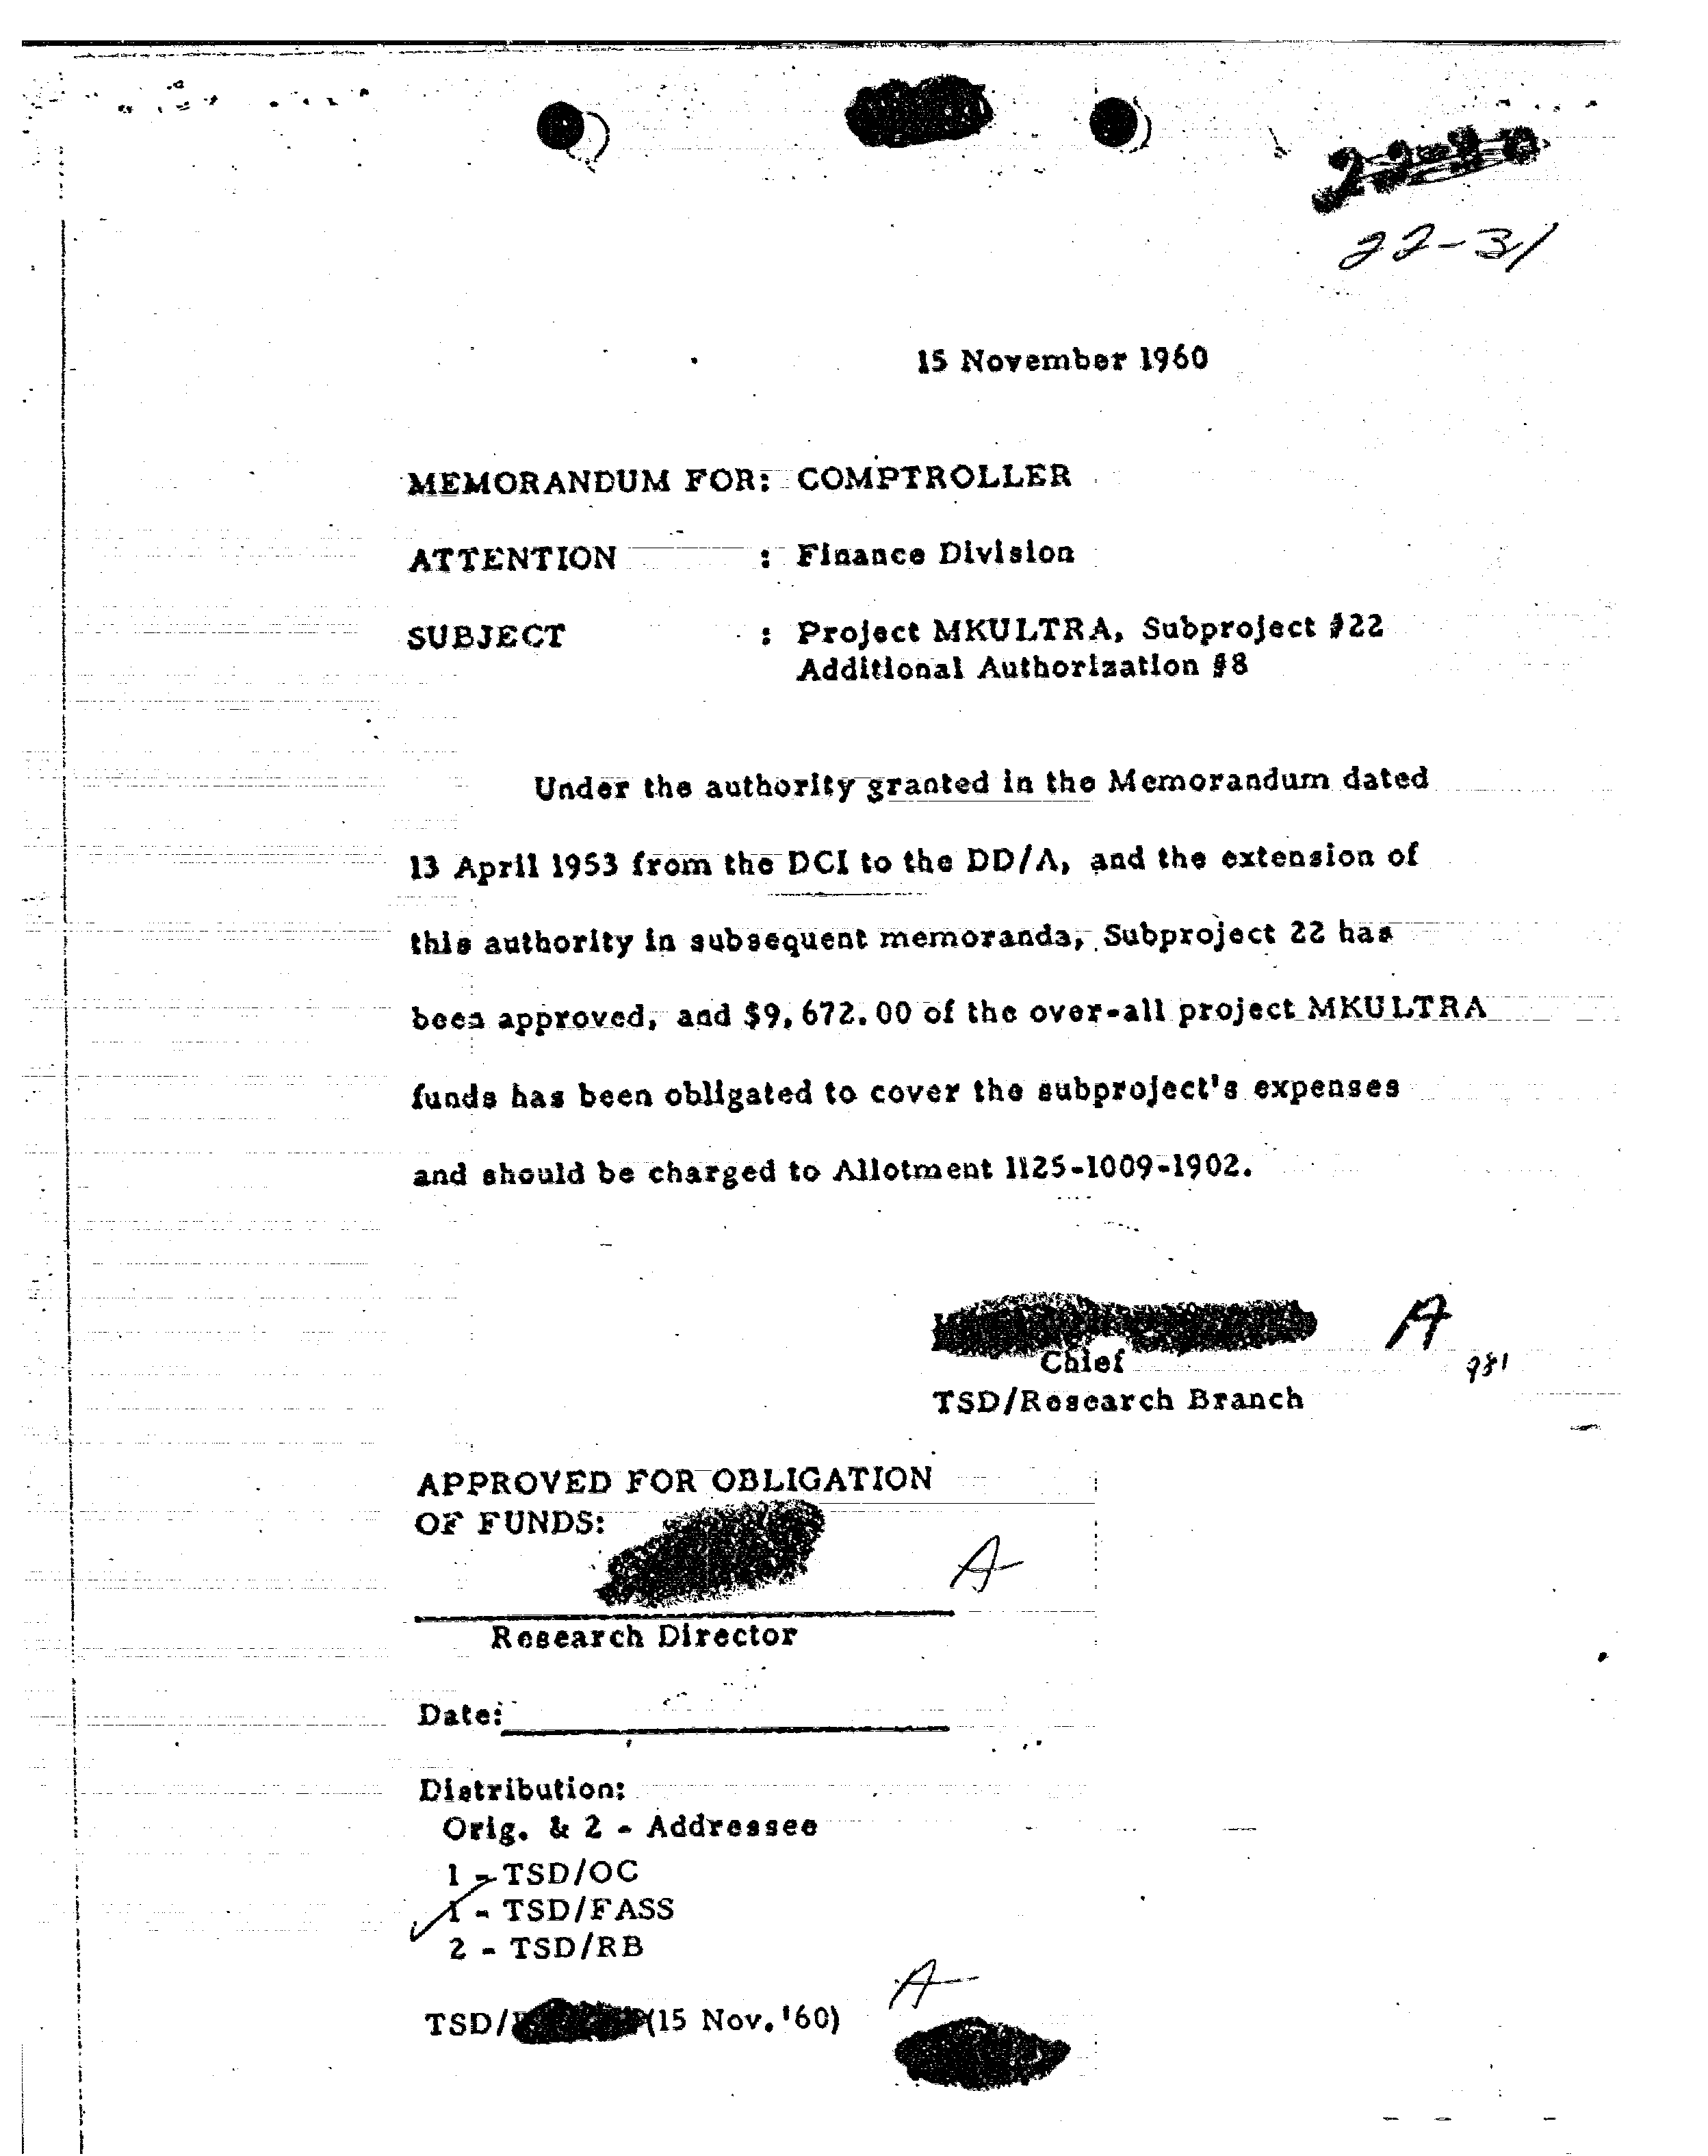 22-31
15 November 1960
MEMORANDUM FOR: COMPTROLLER
ATTENTION : Finance Division
SUBJECT : Project MKULTRA, Subproject #22
Additional Authorization #8
Under the authority granted in the Memorandum dated
13 April 1953 from the DCI to the DD/A, and the extension of
this authority in subsequent memoranda, Subproject 22 has
been approved, and $9,672.00 of the over-all project MKULTRA
funds has been obligated to cover the subproject's expenses
and should be charged to Allotment 1125-1009-1902.
A
Chief
TSD/Research Branch
APPROVED FOR OBLIGATION
OF FUNDS:
A
Research Director
Date:
Distribution:
Orig. & 2 - Addressee
1 - TSD/OC
1 - TSD/FASS
2 - TSD/RB
A
TSD/ (15 Nov. '60)